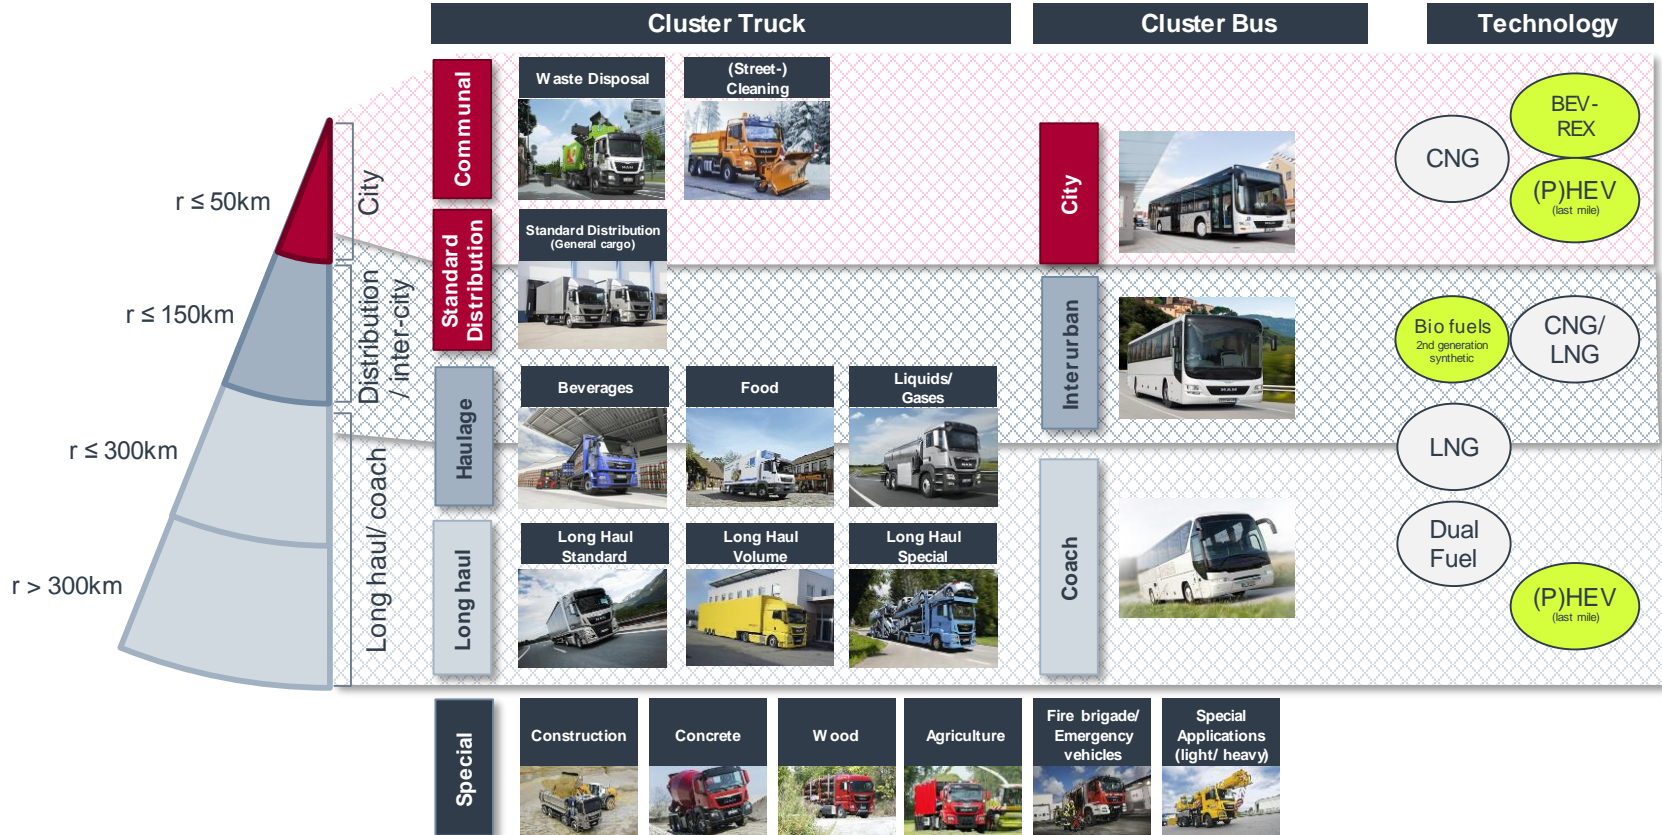 Cluster Truck
Cluster Bus
Technology
r ≤ 50km
r ≤ 150km
r ≤ 300km
r > 300km
City
Distribution
/ inter-city
Long haul/ coach
Communal
Waste Disposal
(Street-)
Cleaning
Standard
Distribution
Standard Distribution
(General cargo)
Haulage
Beverages
Food
Liquids/
Gases
Long haul
Long Haul
Standard
Long Haul
Volume
Long Haul
Special
City
Interurban
Coach
CNG
BEV-
REX
(P)HEV
(last mile)
Bio fuels
2nd generation
synthetic
CNG/
LNG
LNG
Dual
Fuel
(P)HEV
(last mile)
Special
Construction
Concrete
Wood
Agriculture
Fire brigade/
Emergency
vehicles
Special
Applications
(light/ heavy)